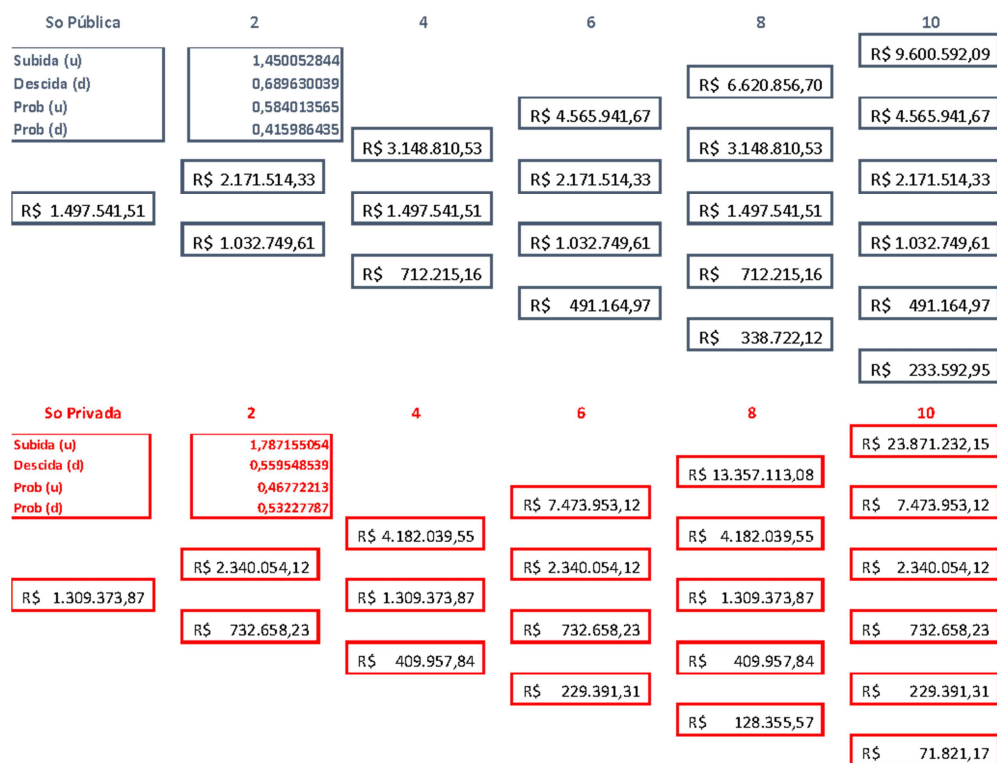 So Pública 2 4 6 8 10
R$ 9.600.592,09
Subida (u) 1,450052844
Descida (d) 0,689630039
R$ 6.620.856,70
Prob (u) 0,584013565
R$ 4.565.941,67 R$ 4.565.941,67
Prob (d) 0,415986435
R$ 3.148.810,53 R$ 3.148.810,53
R$ 2.171.514,33 R$ 2.171.514,33 R$ 2.171.514,33
R$ 1.497.541,51 R$ 1.497.541,51 R$ 1.497.541,51
R$ 1.032.749,61 R$ 1.032.749,61 R$ 1.032.749,61
R$ 712.215,16 R$ 712.215,16
R$ 491.164,97 R$ 491.164,97
R$ 338.722,12
R$ 233.592,95
So Privada 2 4 6 8 10
Subida (u) 1,787155054 R$ 23.871.232,15
Descida (d) 0,559548539
R$ 13.357.113,08
Prob (u) 0,46772213
Prob (d) 0,53227787 R$ 7.473.953,12 R$ 7.473.953,12
R$ 4.182.039,55 R$ 4.182.039,55
R$ 2.340.054,12 R$ 2.340.054,12 R$ 2.340.054,12
R$ 1.309.373,87 R$ 1.309.373,87 R$ 1.309.373,87
R$ 732.658,23 R$ 732.658,23 R$ 732.658,23
R$ 409.957,84 R$ 409.957,84
R$ 229.391,31 R$ 229.391,31
R$ 128.355,57
R$ 71.821,17